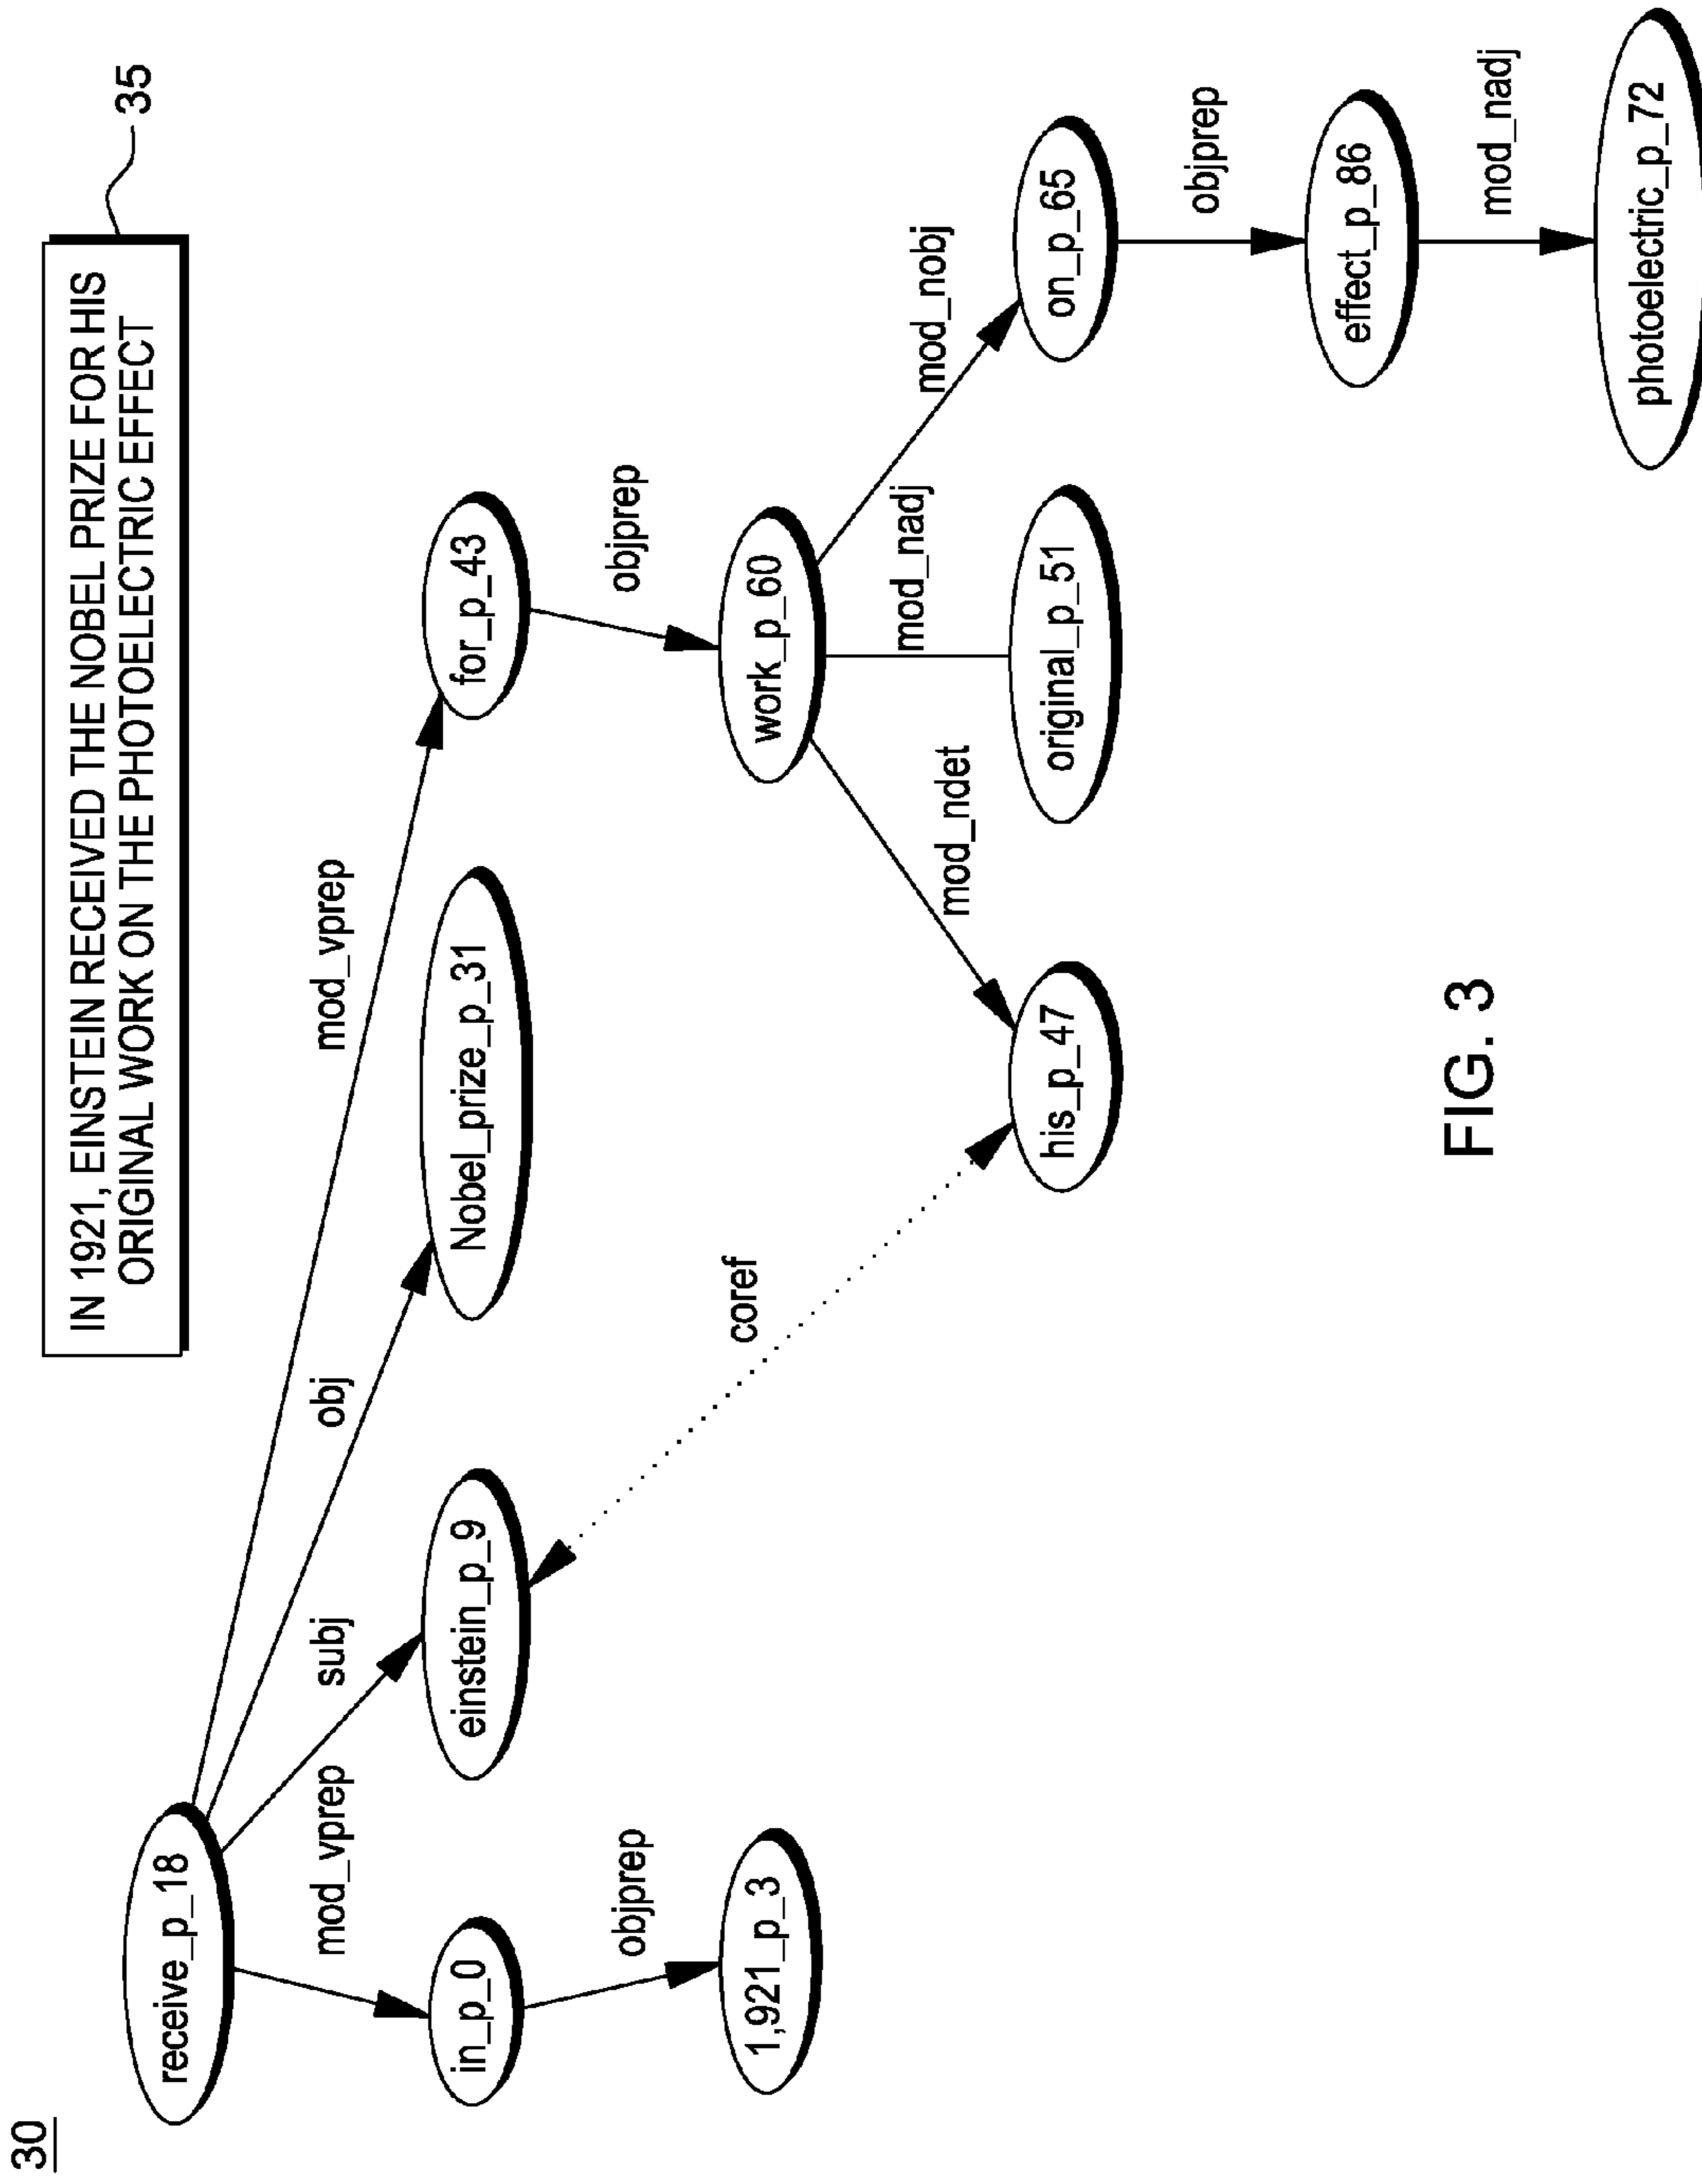 30
IN 1921, EINSTEIN RECEIVED THE NOBEL PRIZE FOR HIS
ORIGINAL WORK ON THE PHOTOELECTRIC EFFECT
35
receive_p_18
mod_vprep
subj
obj
mod_vprep
in_p_0
einstein_p_9
Nobel_prize_p_31
for_p_43
objprep
objprep
1,921_p_3
coref
work_p_60
mod_ndet
mod_nadj
mod_nobj
his_p_47
original_p_51
on_p_65
objprep
effect_p_86
mod_nadj
photoelectric_p_72
FIG. 3